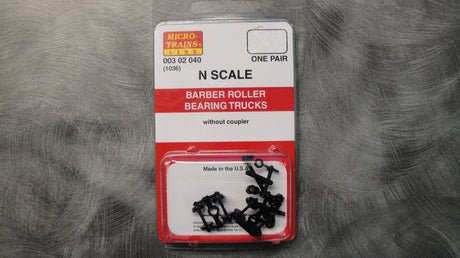 MICRO-
TRAINS®
LINE
003 02 040
(1036)
ONE PAIR
N SCALE
BARBER ROLLER
BEARING TRUCKS
without coupler
Made in the U.S.A.